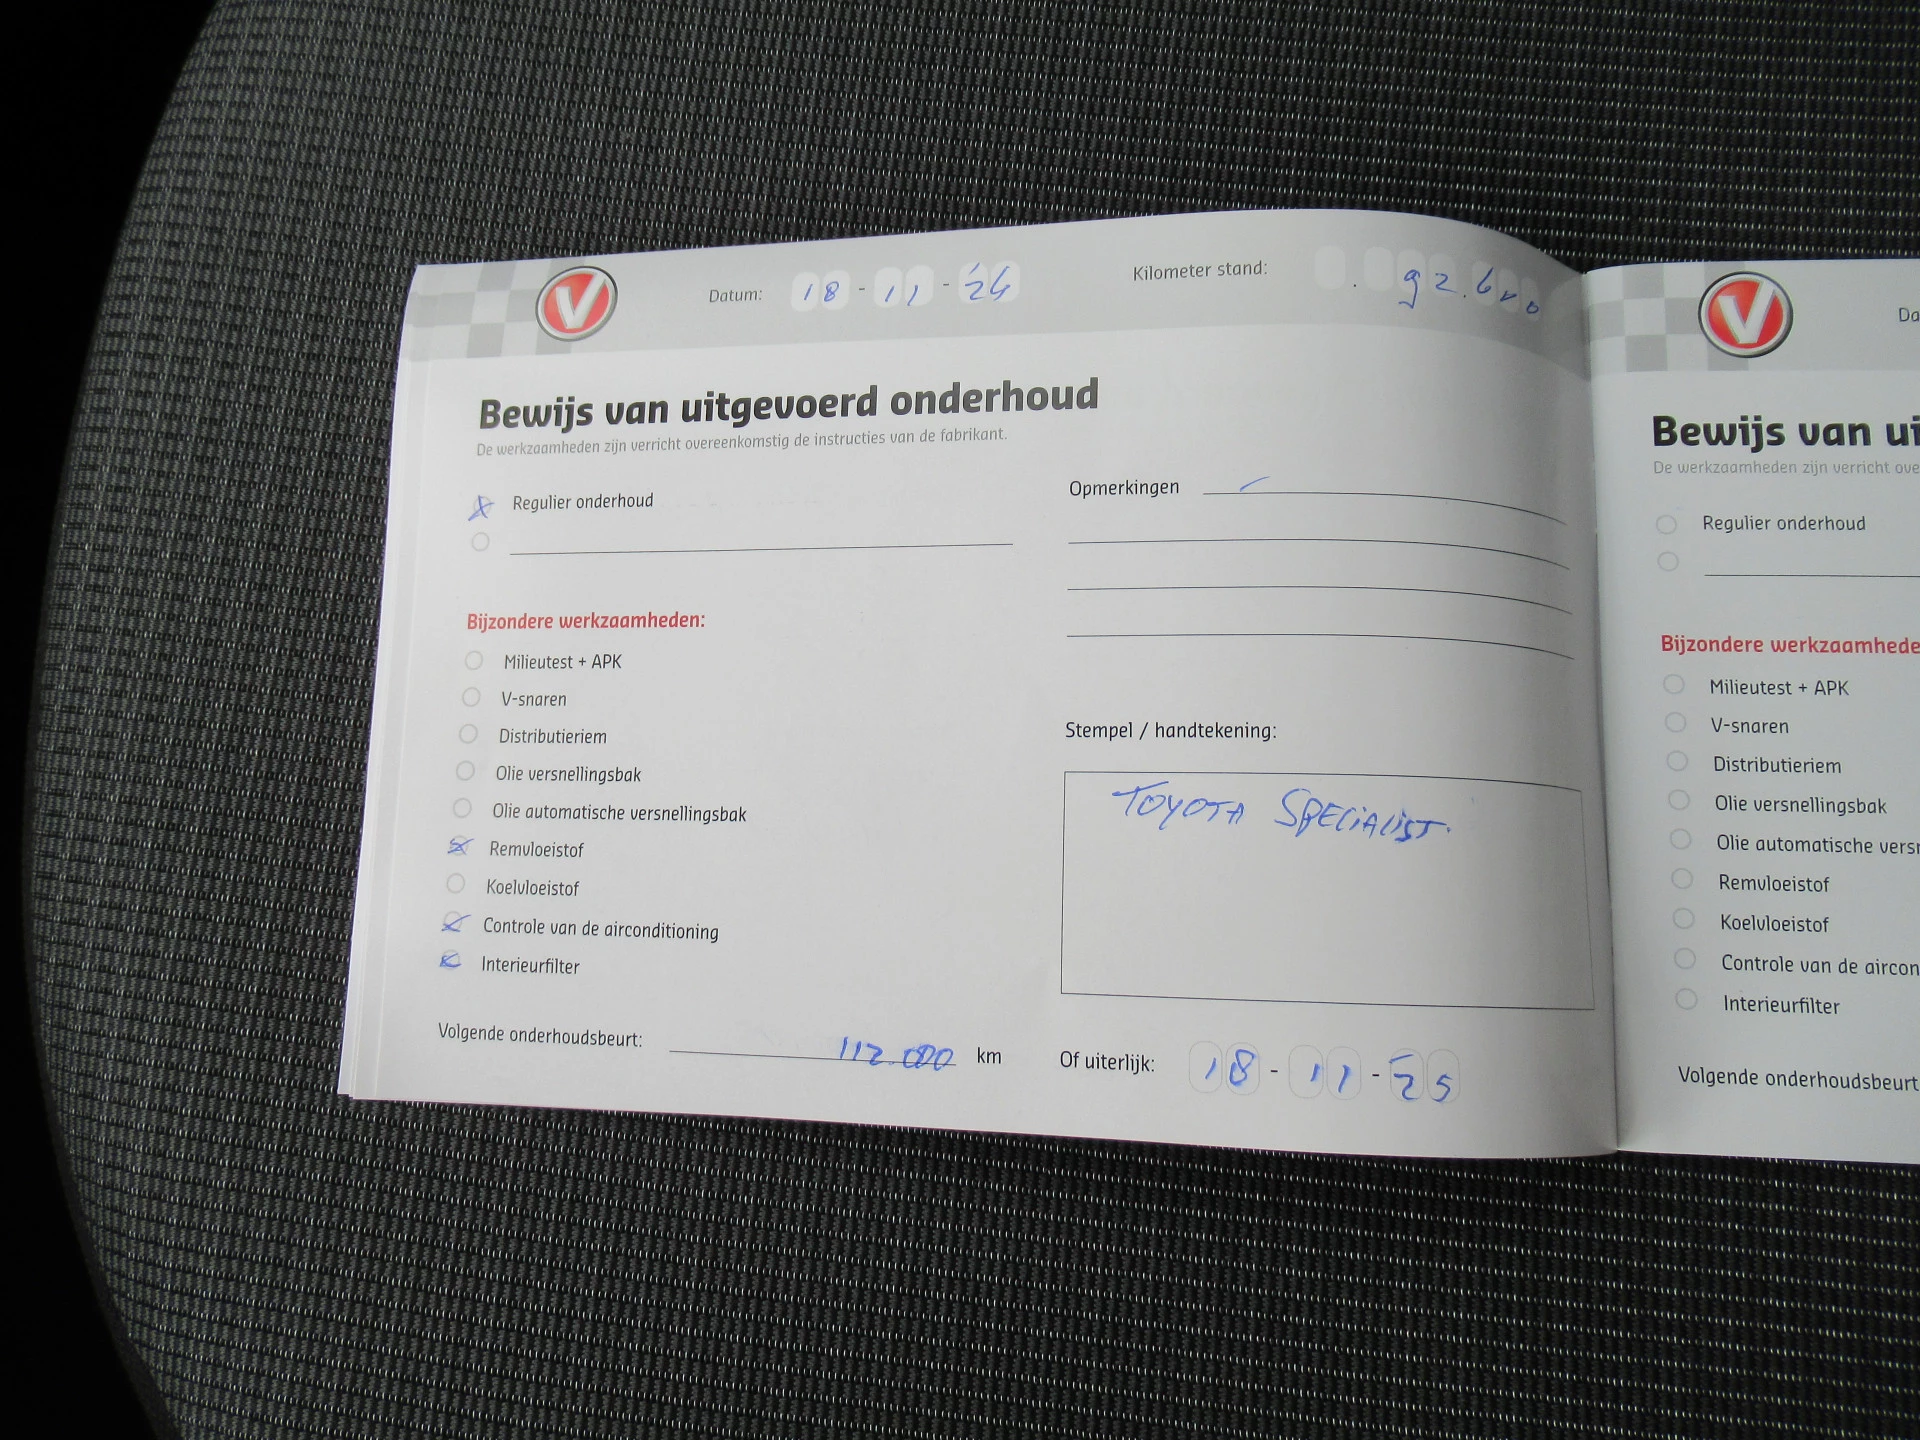 V
Datum: 18 - 11 - 24
Kilometer stand: 92.600
Bewijs van uitgevoerd onderhoud
De werkzaamheden zijn verricht overeenkomstig de instructies van de fabrikant.
Regulier onderhoud
Opmerkingen
Bijzondere werkzaamheden:
Milieutest + APK
V-snaren
Distributieriem
Olie versnellingsbak
Olie automatische versnellingsbak
Remvloeistof
Koelvloeistof
Controle van de airconditioning
Interieurfilter
Stempel / handtekening:
TOYOTA SPECIALIST.
Volgende onderhoudsbeurt: 112.000 km
Of uiterlijk: 18 - 11 - 25
V
Da
Bewijs van ui
De werkzaamheden zijn verricht ove
Regulier onderhoud
Bijzondere werkzaamhede
Milieutest + APK
V-snaren
Distributieriem
Olie versnellingsbak
Olie automatische versn
Remvloeistof
Koelvloeistof
Controle van de aircon
Interieurfilter
Volgende onderhoudsbeurt